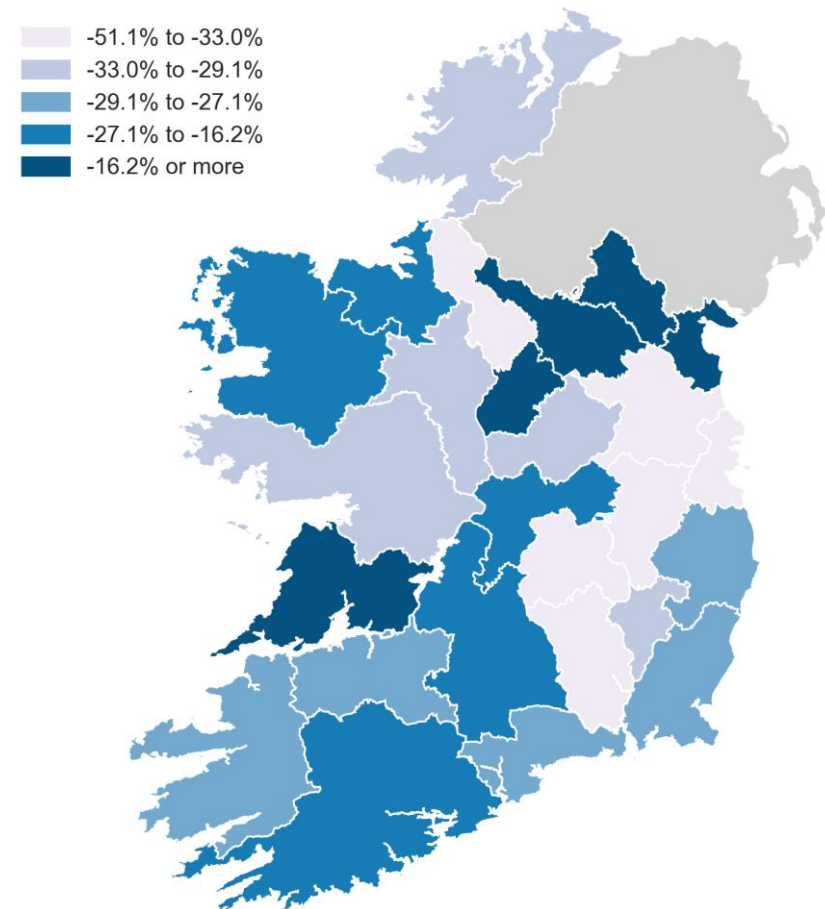 -51.1% to -33.0%
-33.0% to -29.1%
-29.1% to -27.1%
-27.1% to -16.2%
-16.2% or more